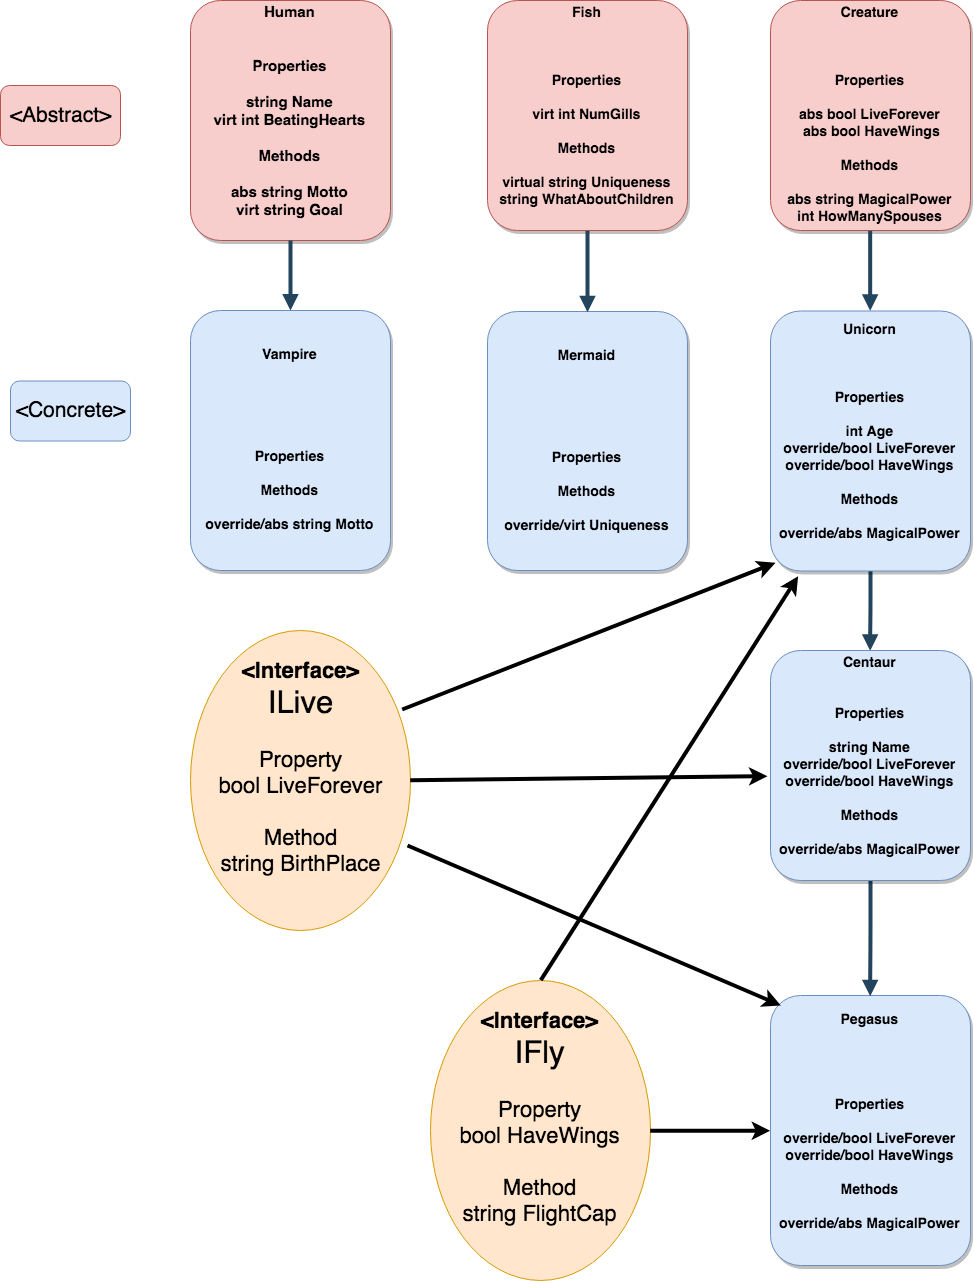 Human
Properties
string Name
virt int BeatingHearts
Methods
abs string Motto
virt string Goal
Fish
Properties
virt int NumGills
Methods
virtual string Uniqueness
string WhatAboutChildren
Creature
Properties
abs bool LiveForever
abs bool HaveWings
Methods
abs string MagicalPower
int HowManySpouses
<Abstract>
Vampire
Properties
Methods
override/abs string Motto
Mermaid
Properties
Methods
override/virt Uniqueness
Unicorn
Properties
int Age
override/bool LiveForever
override/bool HaveWings
Methods
override/abs MagicalPower
<Concrete>
<Interface>
ILive
Property
bool LiveForever
Method
string BirthPlace
Centaur
Properties
string Name
override/bool LiveForever
override/bool HaveWings
Methods
override/abs MagicalPower
<Interface>
IFly
Property
bool HaveWings
Method
string FlightCap
Pegasus
Properties
override/bool LiveForever
override/bool HaveWings
Methods
override/abs MagicalPower